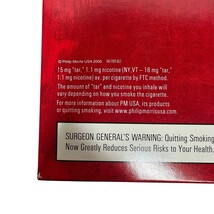 © Philip Morris USA 2006
15 mg "tar," 1.1 mg nicotine (NY,VT – 18 mg "tar,"
1.1 mg nicotine) av. per cigarette by FTC method.
The amount of "tar" and nicotine you inhale will
vary depending on how you smoke the cigarette.
For more information about PM USA, its products
or quitting smoking, visit www.philipmorrisusa.com
SURGEON GENERAL'S WARNING: Quitting Smoking
Now Greatly Reduces Serious Risks to Your Health.